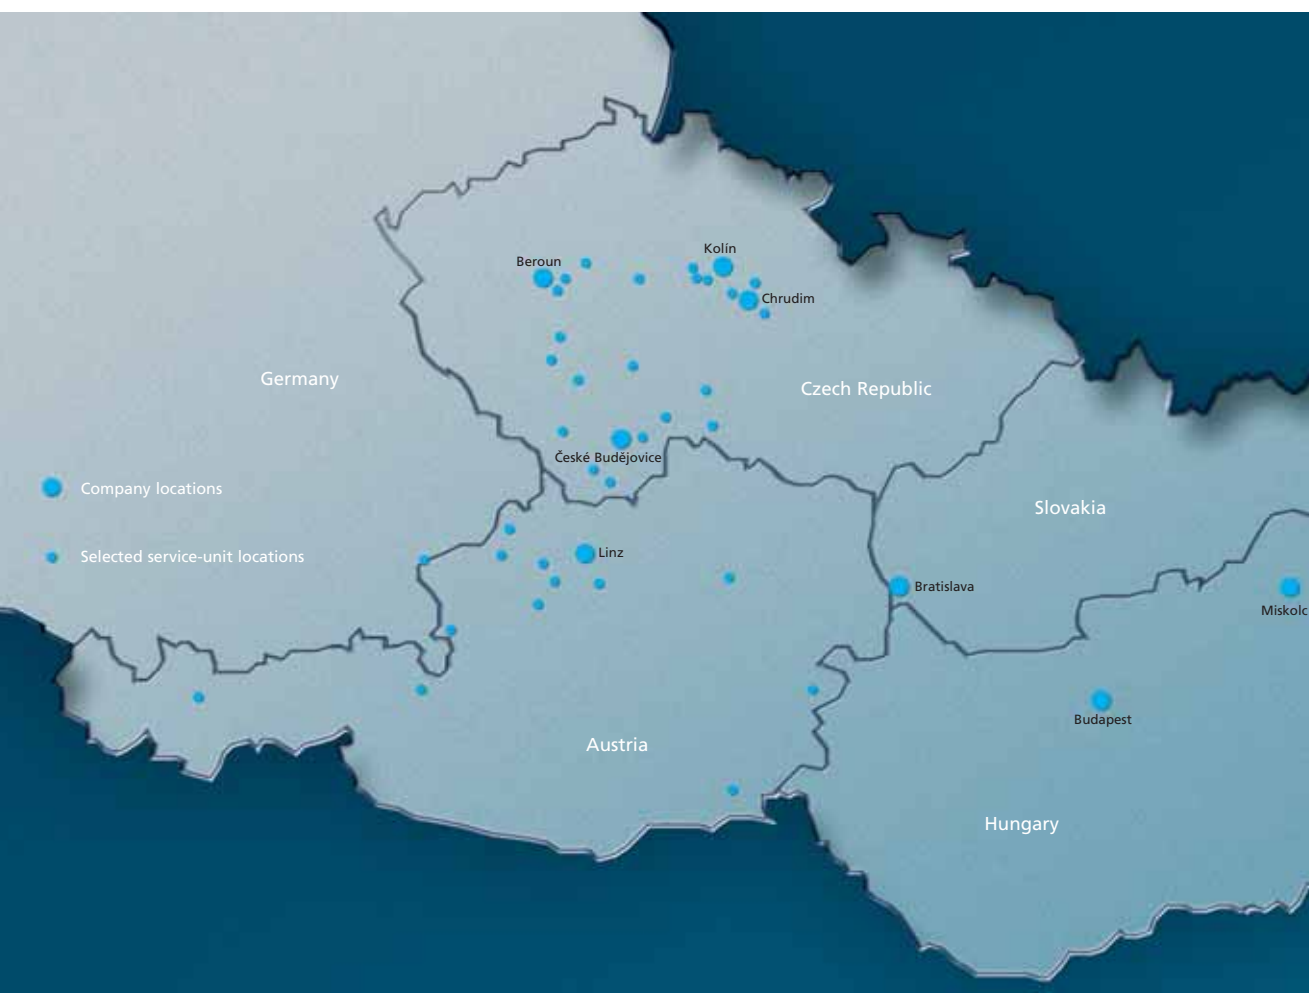 Kolín
Beroun
Chrudim
Germany
Czech Republic
České Budějovice
Company locations
Slovakia
Selected service-unit locations
Linz
Bratislava
Miskolc
Budapest
Austria
Hungary